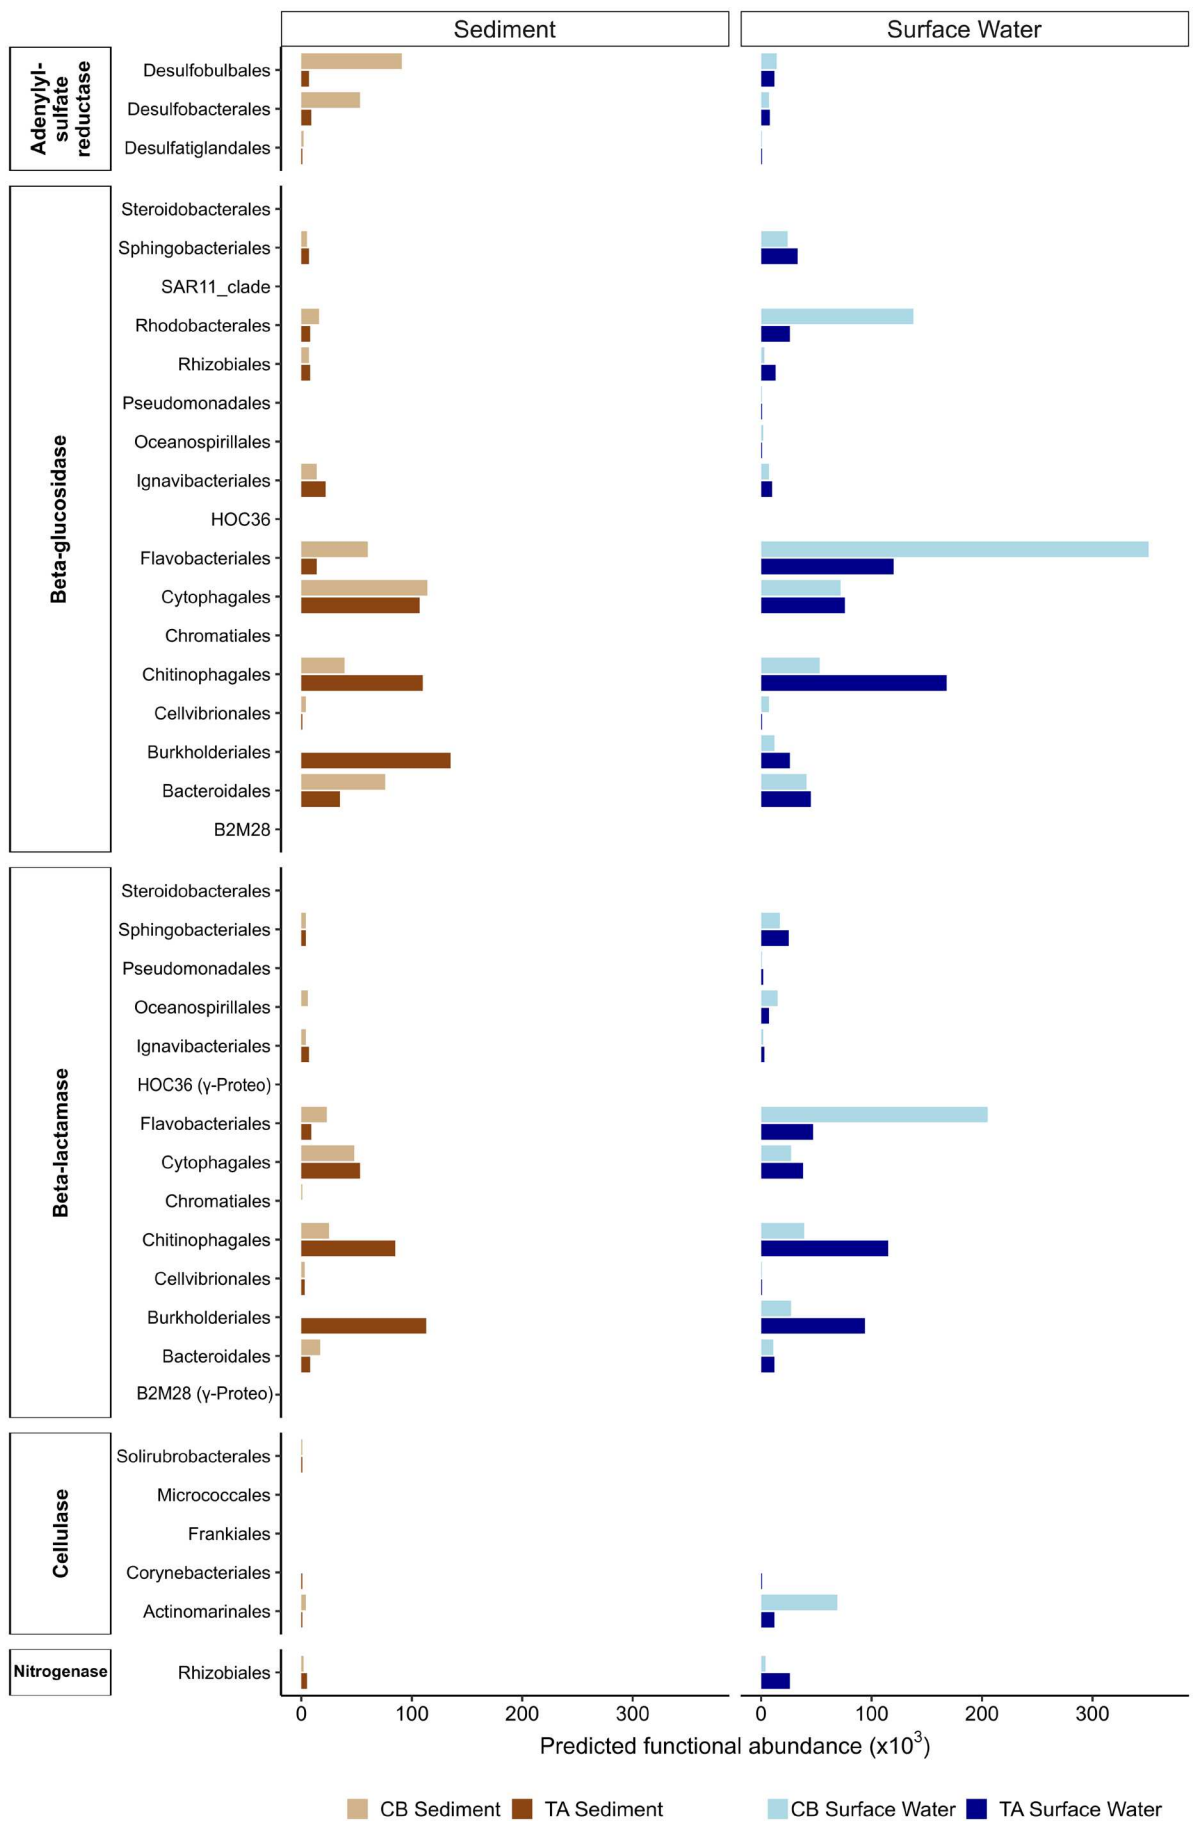 Sediment
Surface Water
Adenylyl-
sulfate
reductase
Desulfobulbales
Desulfobacterales
Desulfatiglandales
Beta-glucosidase
Steroidobacterales
Sphingobacteriales
SAR11_clade
Rhodobacterales
Rhizobiales
Pseudomonadales
Oceanospirillales
Ignavibacteriales
HOC36
Flavobacteriales
Cytophagales
Chromatiales
Chitinophagales
Cellvibrionales
Burkholderiales
Bacteroidales
B2M28
Beta-lactamase
Steroidobacterales
Sphingobacteriales
Pseudomonadales
Oceanospirillales
Ignavibacteriales
HOC36 (γ-Proteo)
Flavobacteriales
Cytophagales
Chromatiales
Chitinophagales
Cellvibrionales
Burkholderiales
Bacteroidales
B2M28 (γ-Proteo)
Cellulase
Solirubrobacterales
Micrococcales
Frankiales
Corynebacteriales
Actinomarinales
Nitrogenase
Rhizobiales
0 100 200 300
0 100 200 300
Predicted functional abundance (x10³)
CB Sediment TA Sediment CB Surface Water TA Surface Water